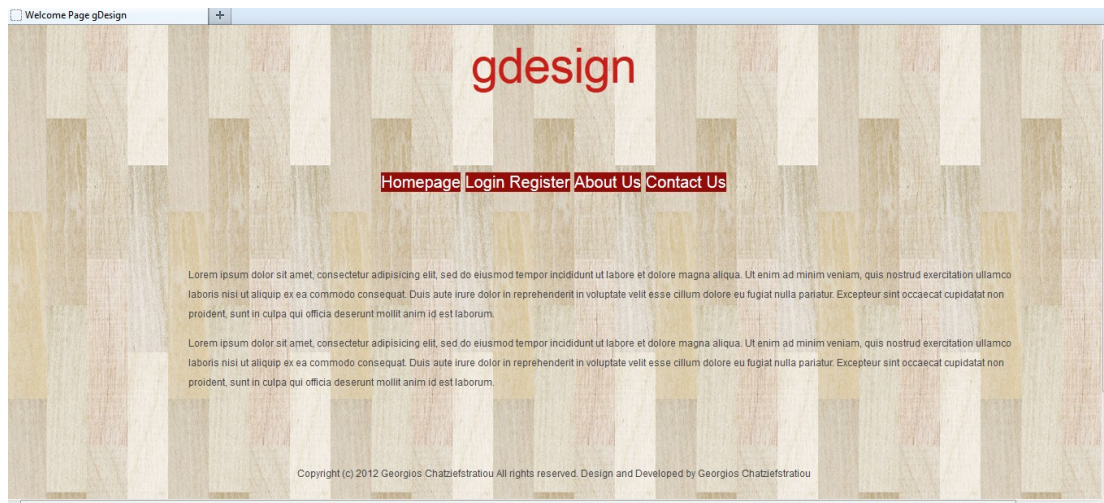 Welcome Page gDesign
gdesign
Homepage Login Register About Us Contact Us
Lorem ipsum dolor sit amet, consectetur adipisicing elit, sed do eiusmod tempor incididunt ut labore et dolore magna aliqua. Ut enim ad minim veniam, quis nostrud exercitation ullamco
laboris nisi ut aliquip ex ea commodo consequat. Duis aute irure dolor in reprehenderit in voluptate velit esse cillum dolore eu fugiat nulla pariatur. Excepteur sint occaecat cupidatat non
proident, sunt in culpa qui officia deserunt mollit anim id est laborum.
Lorem ipsum dolor sit amet, consectetur adipisicing elit, sed do eiusmod tempor incididunt ut labore et dolore magna aliqua. Ut enim ad minim veniam, quis nostrud exercitation ullamco
laboris nisi ut aliquip ex ea commodo consequat. Duis aute irure dolor in reprehenderit in voluptate velit esse cillum dolore eu fugiat nulla pariatur. Excepteur sint occaecat cupidatat non
proident, sunt in culpa qui officia deserunt mollit anim id est laborum.
Copyright (c) 2012 Georgios Chatziefstratiou All rights reserved. Design and Developed by Georgios Chatziefstratiou